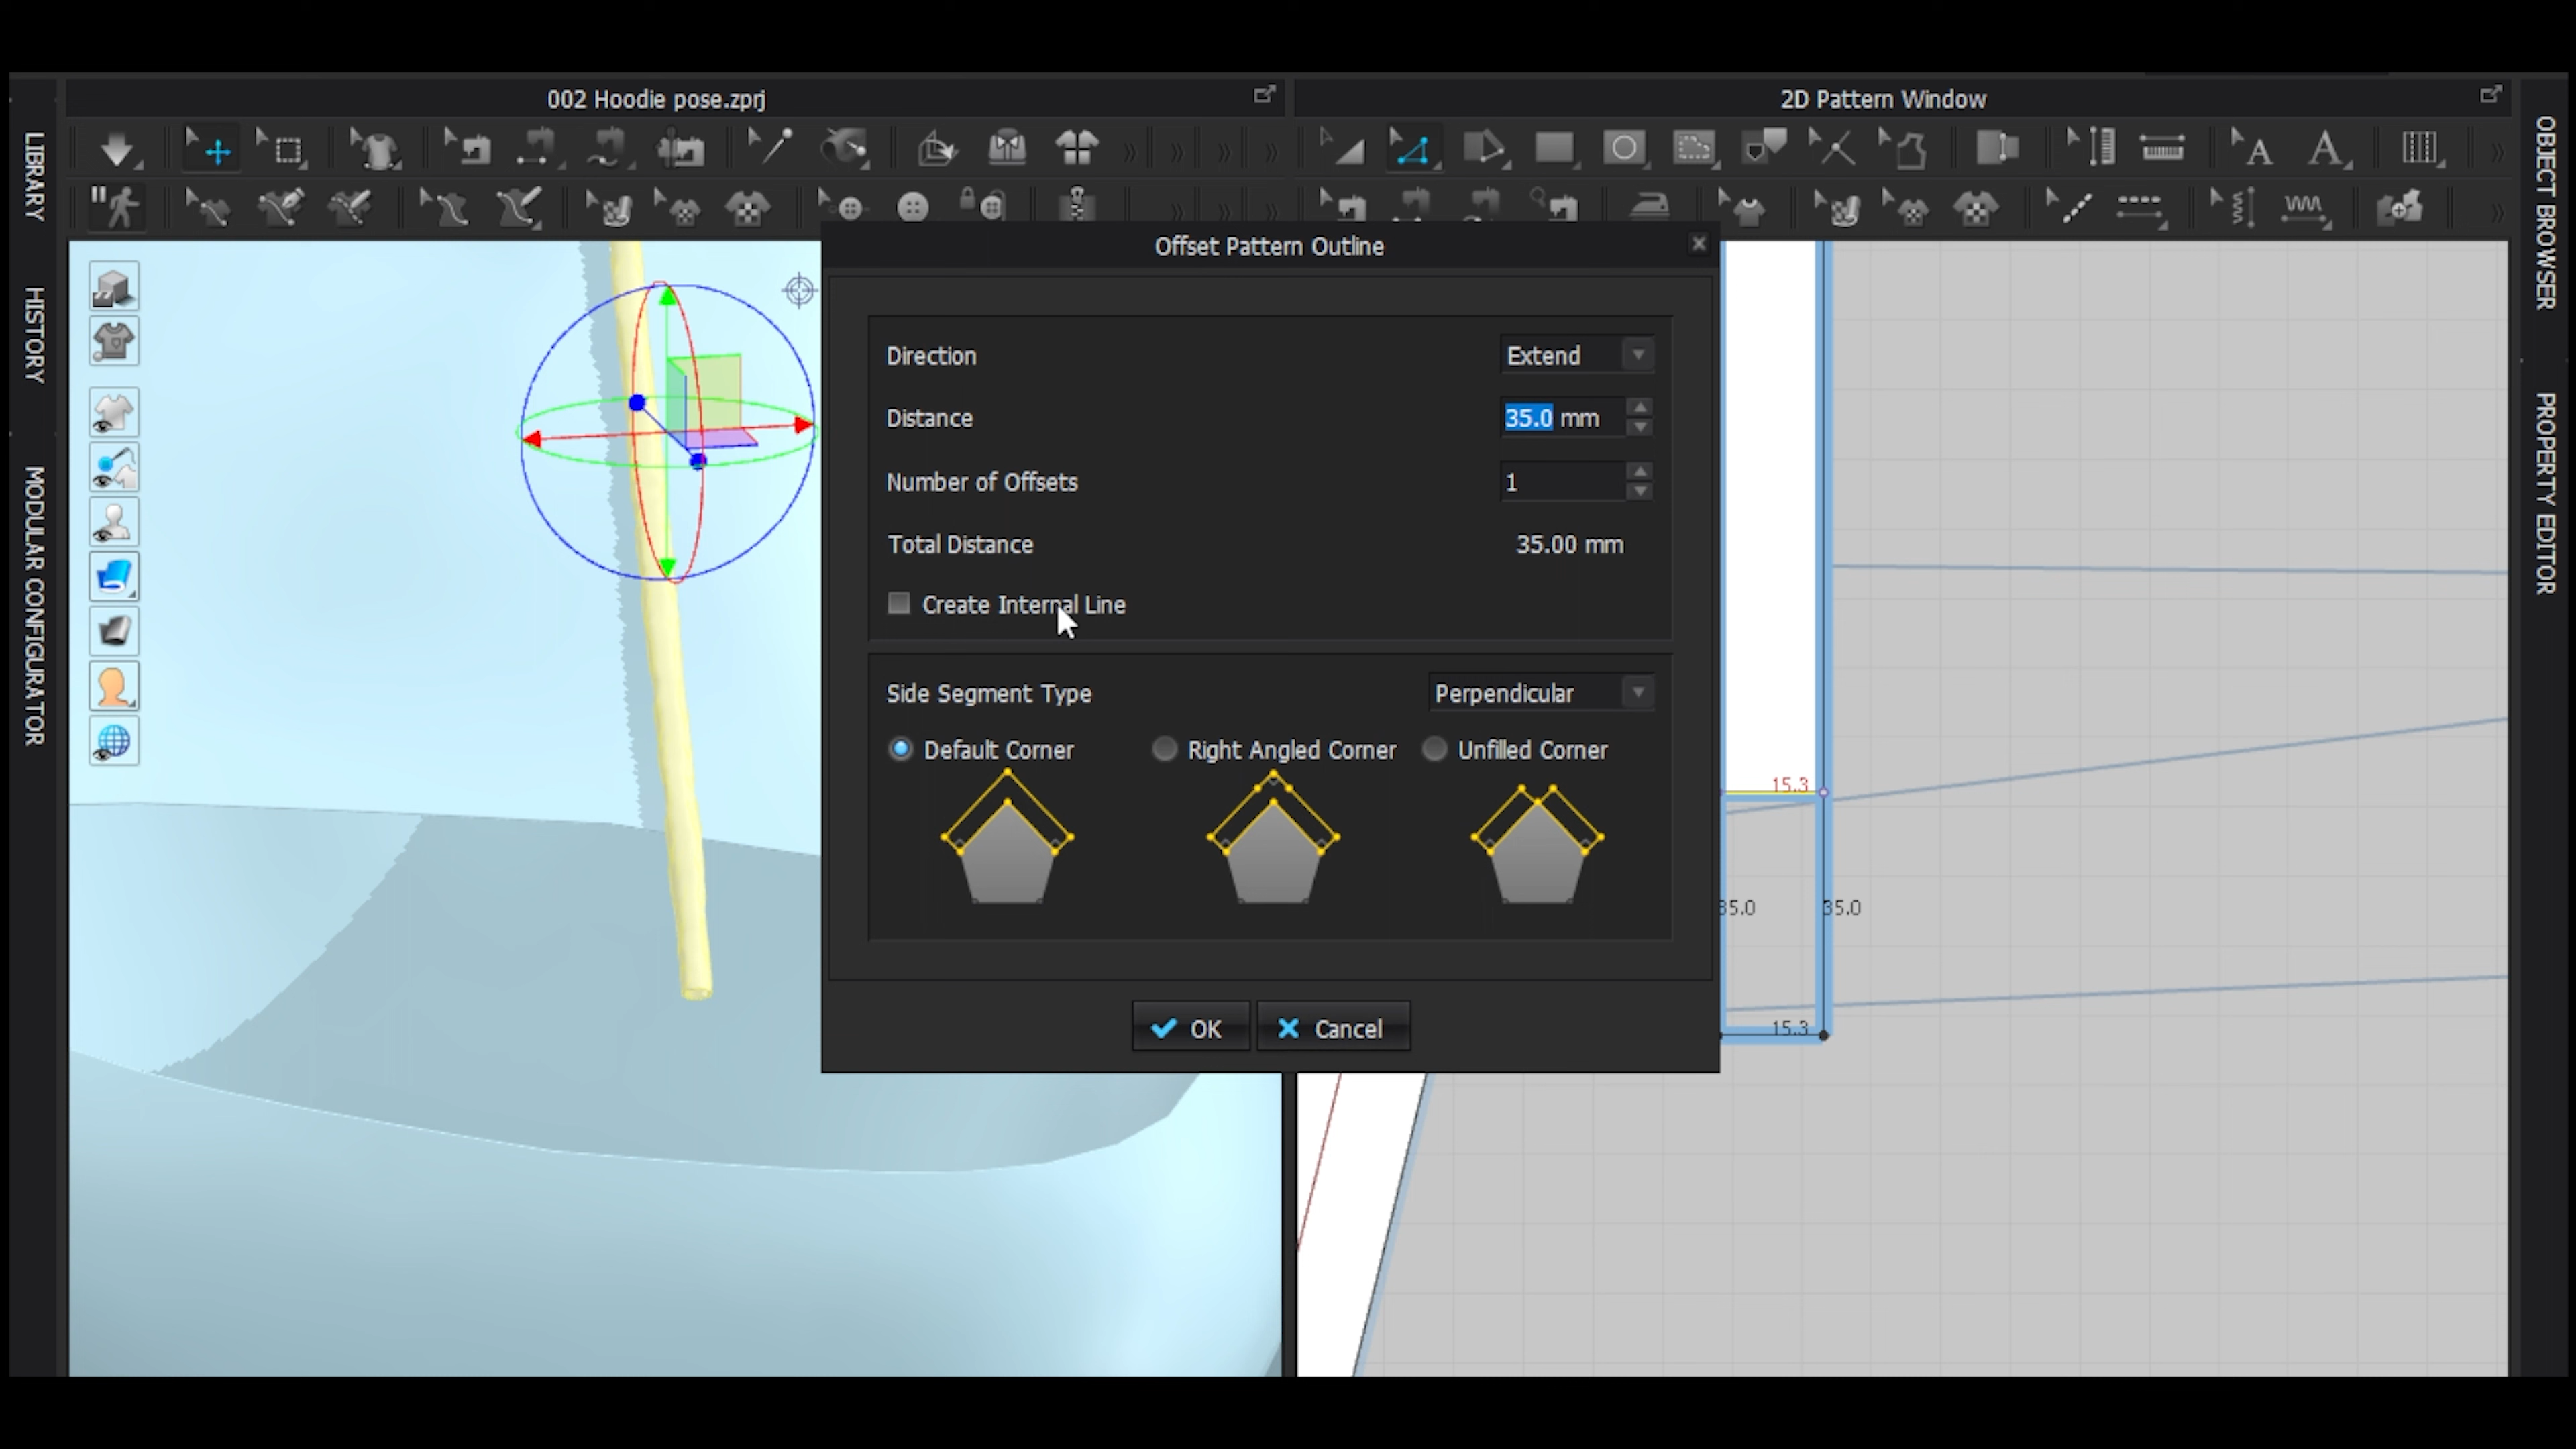 002 Hoodie pose.zprj
2D Pattern Window
LIBRARY
HISTORY
MODULAR CONFIGURATOR
OBJECT BROWSER
PROPERTY EDITOR
Offset Pattern Outline
Direction
Extend
Distance
35.0 mm
Number of Offsets
1
Total Distance
35.00 mm
Create Internal Line
Side Segment Type
Perpendicular
Default Corner
Right Angled Corner
Unfilled Corner
OK
Cancel
15.3
35.0
35.0
15.3